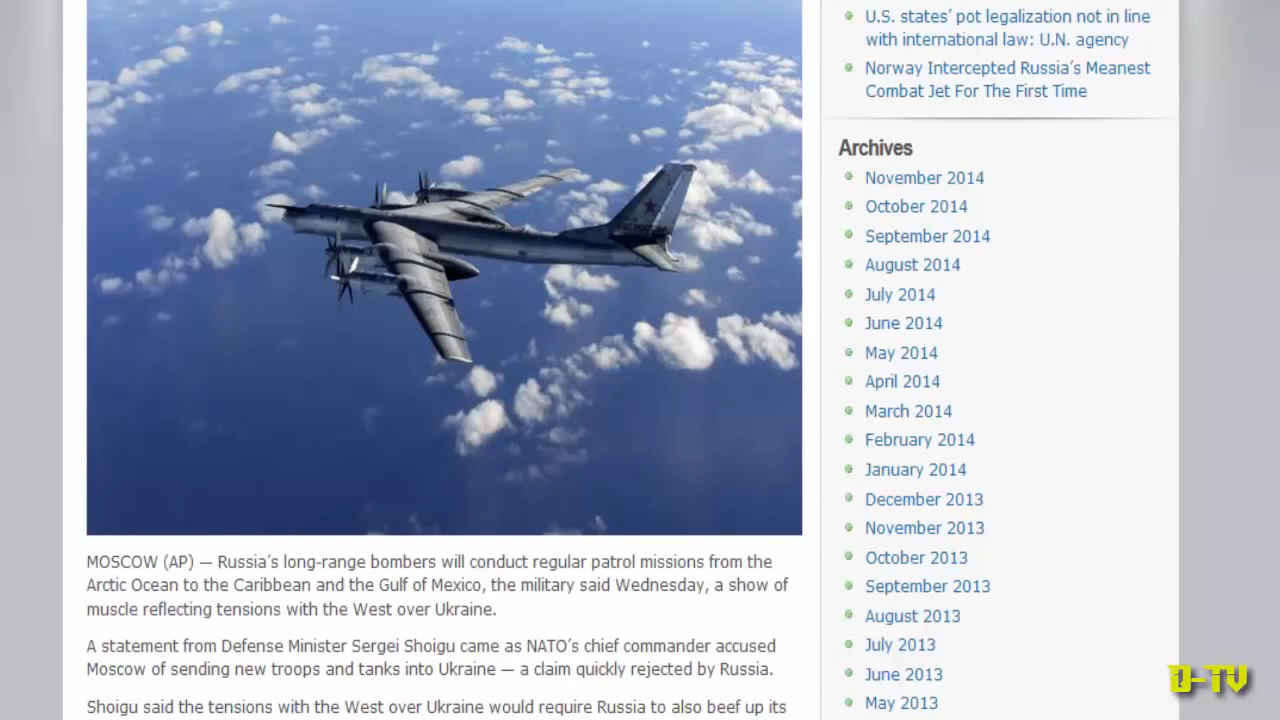 U.S. states’ pot legalization not in line
with international law: U.N. agency
Norway Intercepted Russia’s Meanest
Combat Jet For The First Time
Archives
November 2014
October 2014
September 2014
August 2014
July 2014
June 2014
May 2014
April 2014
March 2014
February 2014
January 2014
December 2013
November 2013
October 2013
September 2013
August 2013
July 2013
June 2013
May 2013
MOSCOW (AP) — Russia’s long-range bombers will conduct regular patrol missions from the
Arctic Ocean to the Caribbean and the Gulf of Mexico, the military said Wednesday, a show of
muscle reflecting tensions with the West over Ukraine.
A statement from Defense Minister Sergei Shoigu came as NATO’s chief commander accused
Moscow of sending new troops and tanks into Ukraine — a claim quickly rejected by Russia.
Shoigu said the tensions with the West over Ukraine would require Russia to also beef up its